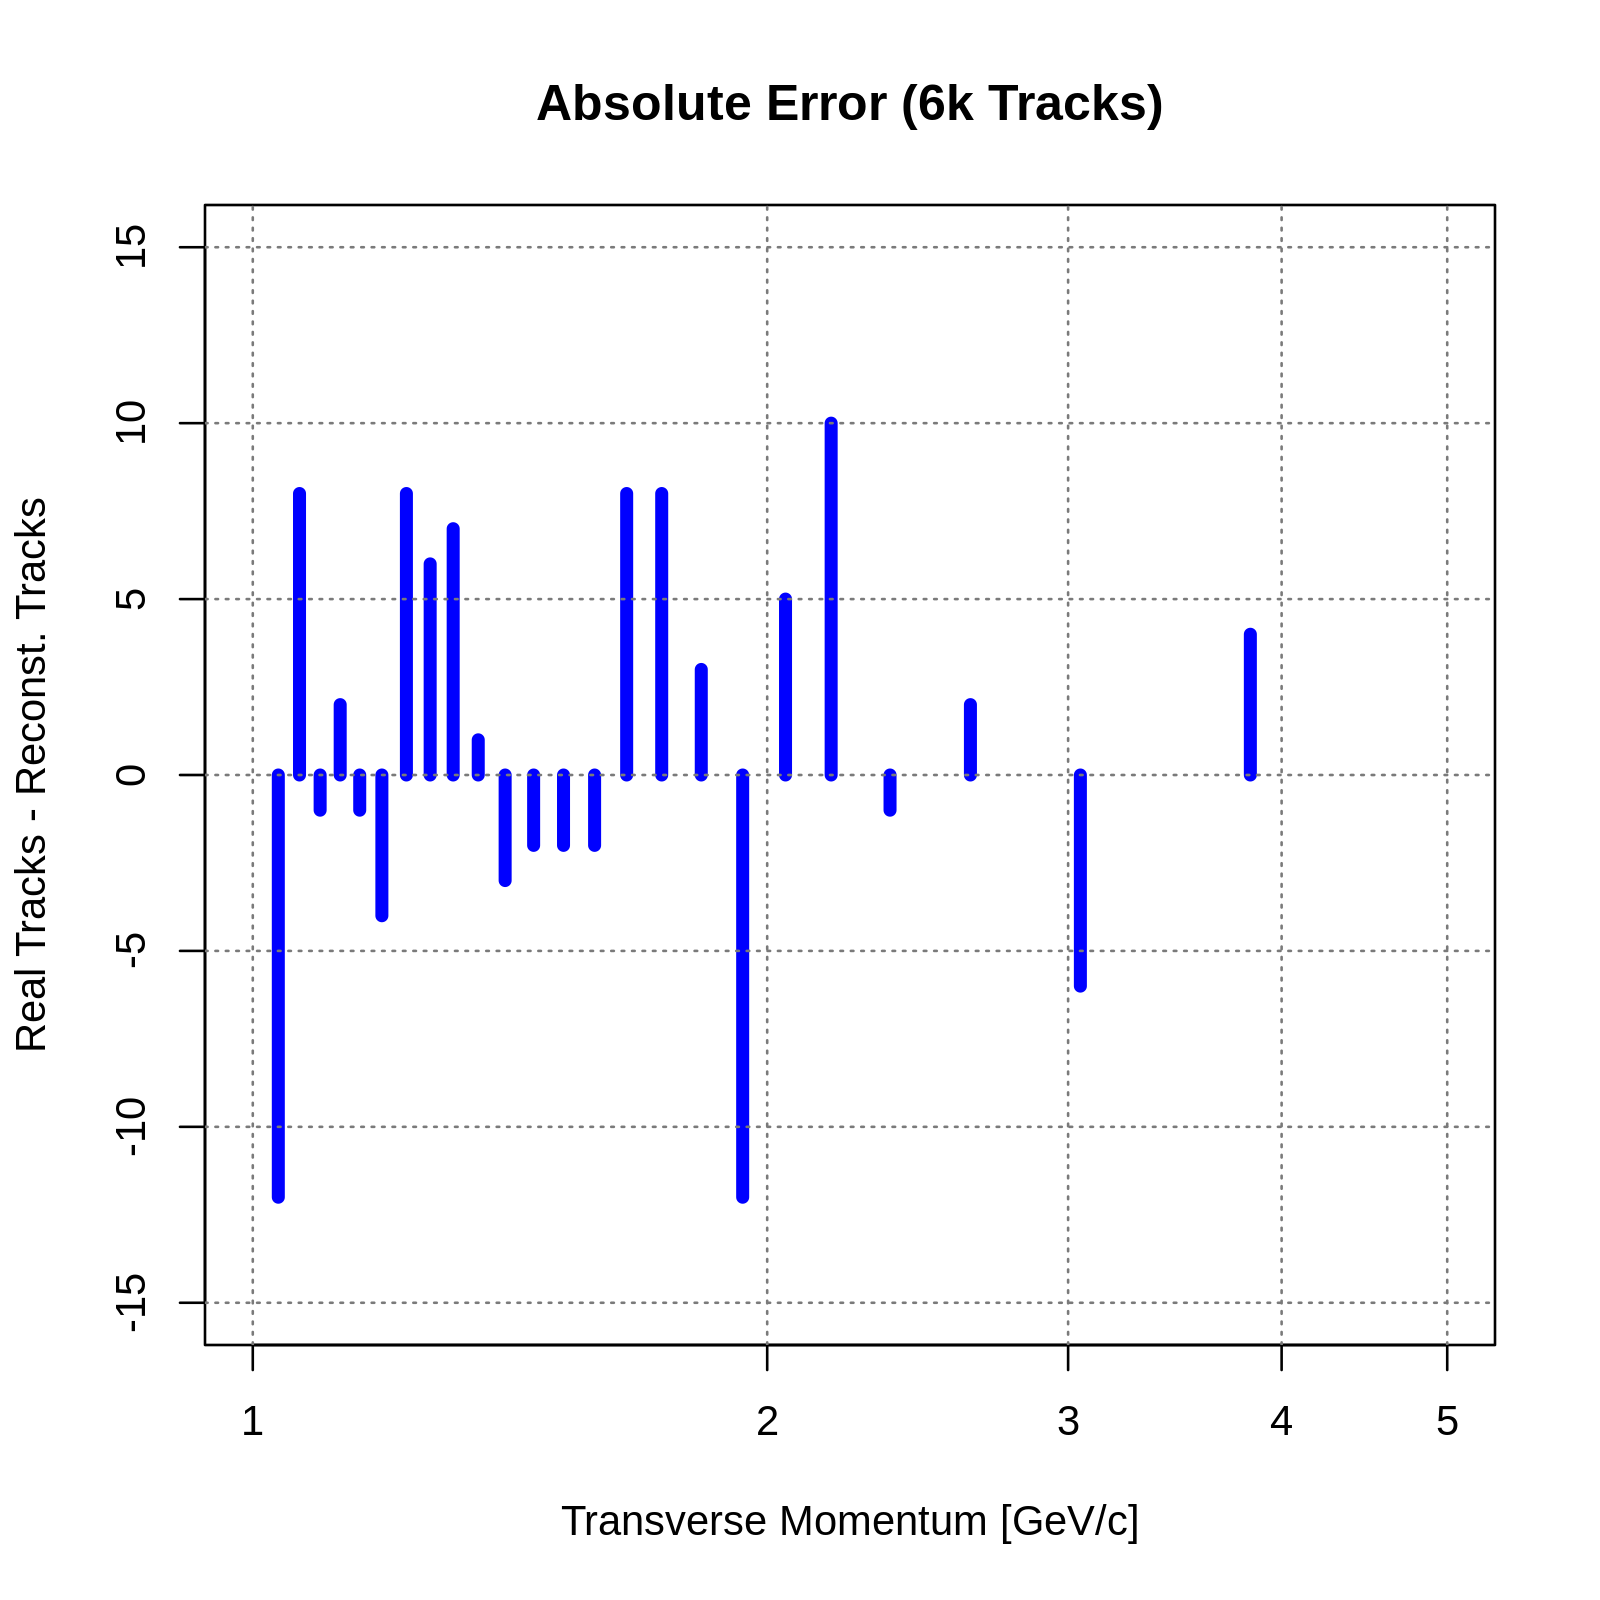 Absolute Error (6k Tracks)
Real Tracks - Reconst. Tracks
15
10
5
0
-5
-10
-15
1 2 3 4 5
Transverse Momentum [GeV/c]